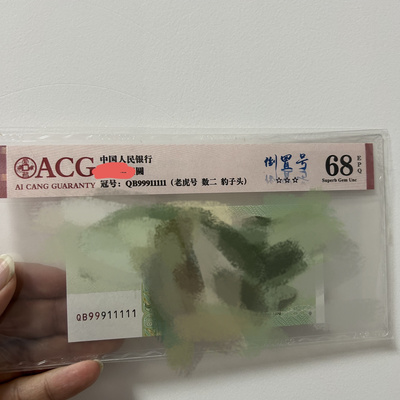 ACG
AI CANG GUARANTY
中国人民银行
圆
冠号：QB99911111（老虎号 数二 豹子头）
倒置号
☆☆☆
68
EPQ
Superb Gem Unc
QB99911111